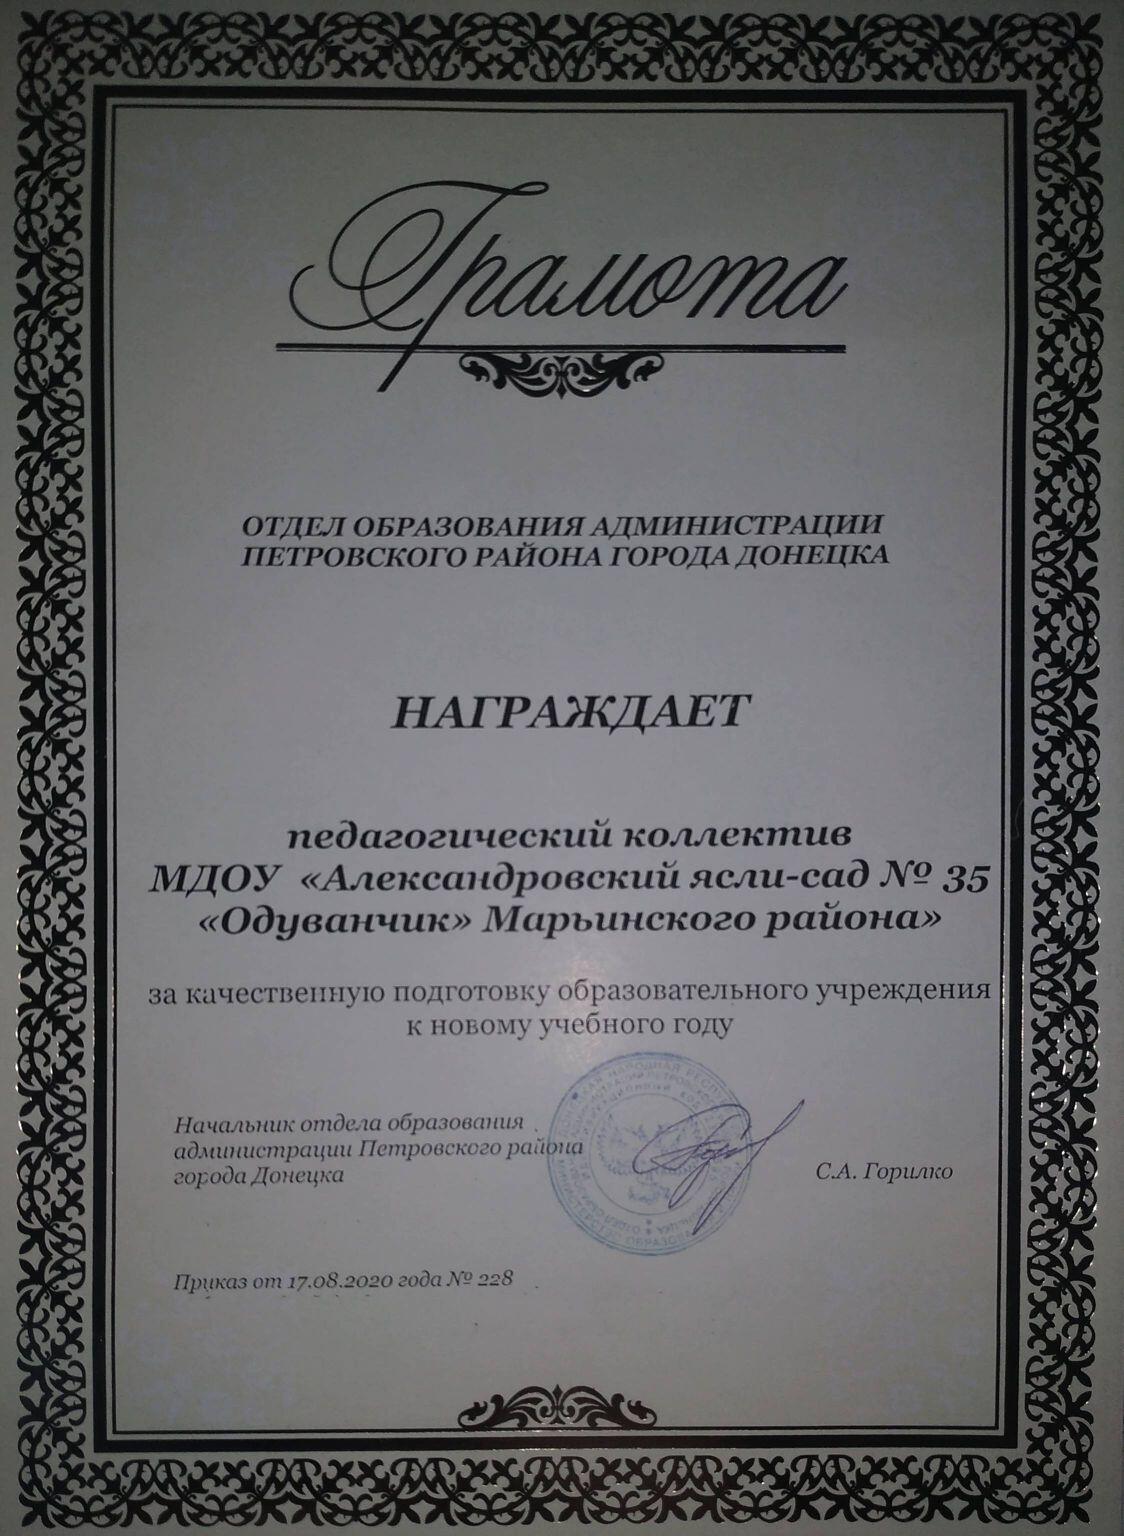 Грамота
ОТДЕЛ ОБРАЗОВАНИЯ АДМИНИСТРАЦИИ
ПЕТРОВСКОГО РАЙОНА ГОРОДА ДОНЕЦКА
НАГРАЖДАЕТ
педагогический коллектив
МДОУ «Александровский ясли-сад № 35
«Одуванчик» Марьинского района»
за качественную подготовку образовательного учреждения
к новому учебного году
Начальник отдела образования
администрации Петровского района
города Донецка
С.А. Горилко
Приказ от 17.08.2020 года № 228